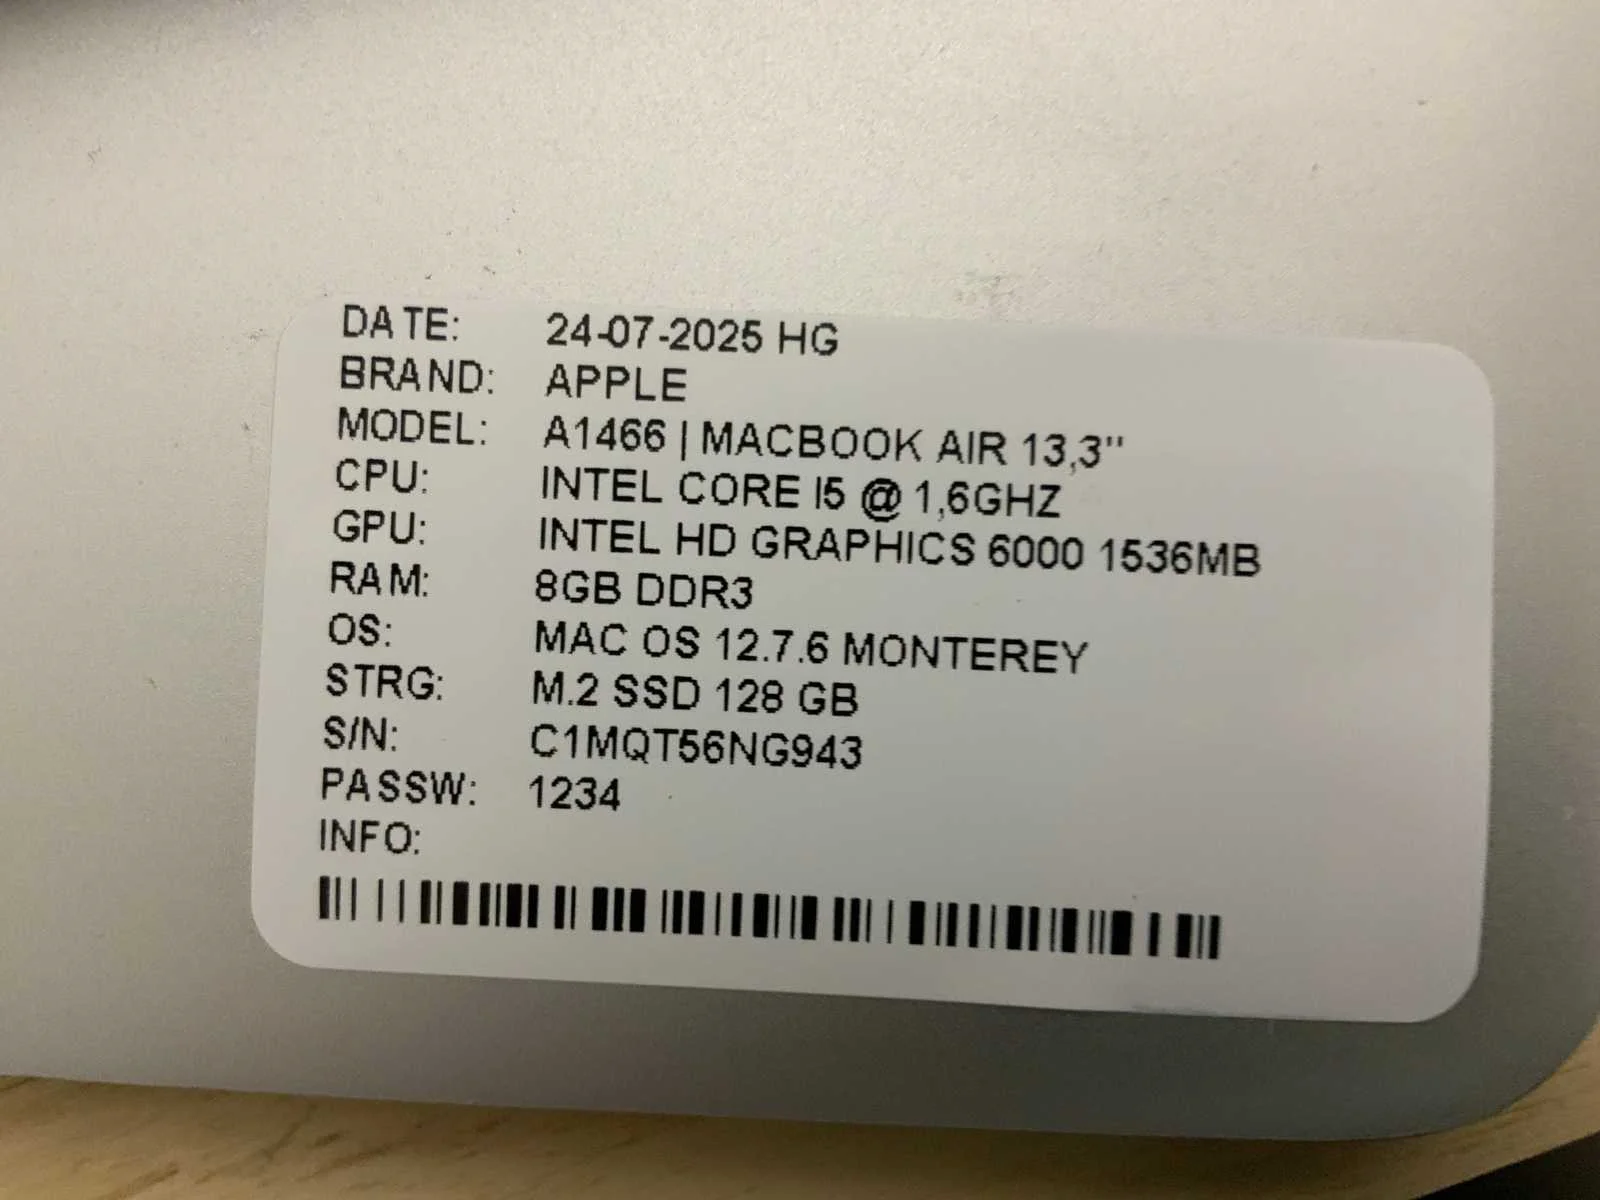 DATE: 24-07-2025 HG
BRAND: APPLE
MODEL: A1466 | MACBOOK AIR 13,3"
CPU: INTEL CORE I5 @ 1,6GHZ
GPU: INTEL HD GRAPHICS 6000 1536MB
RAM: 8GB DDR3
OS: MAC OS 12.7.6 MONTEREY
STRG: M.2 SSD 128 GB
S/N: C1MQT56NG943
PASSW: 1234
INFO: